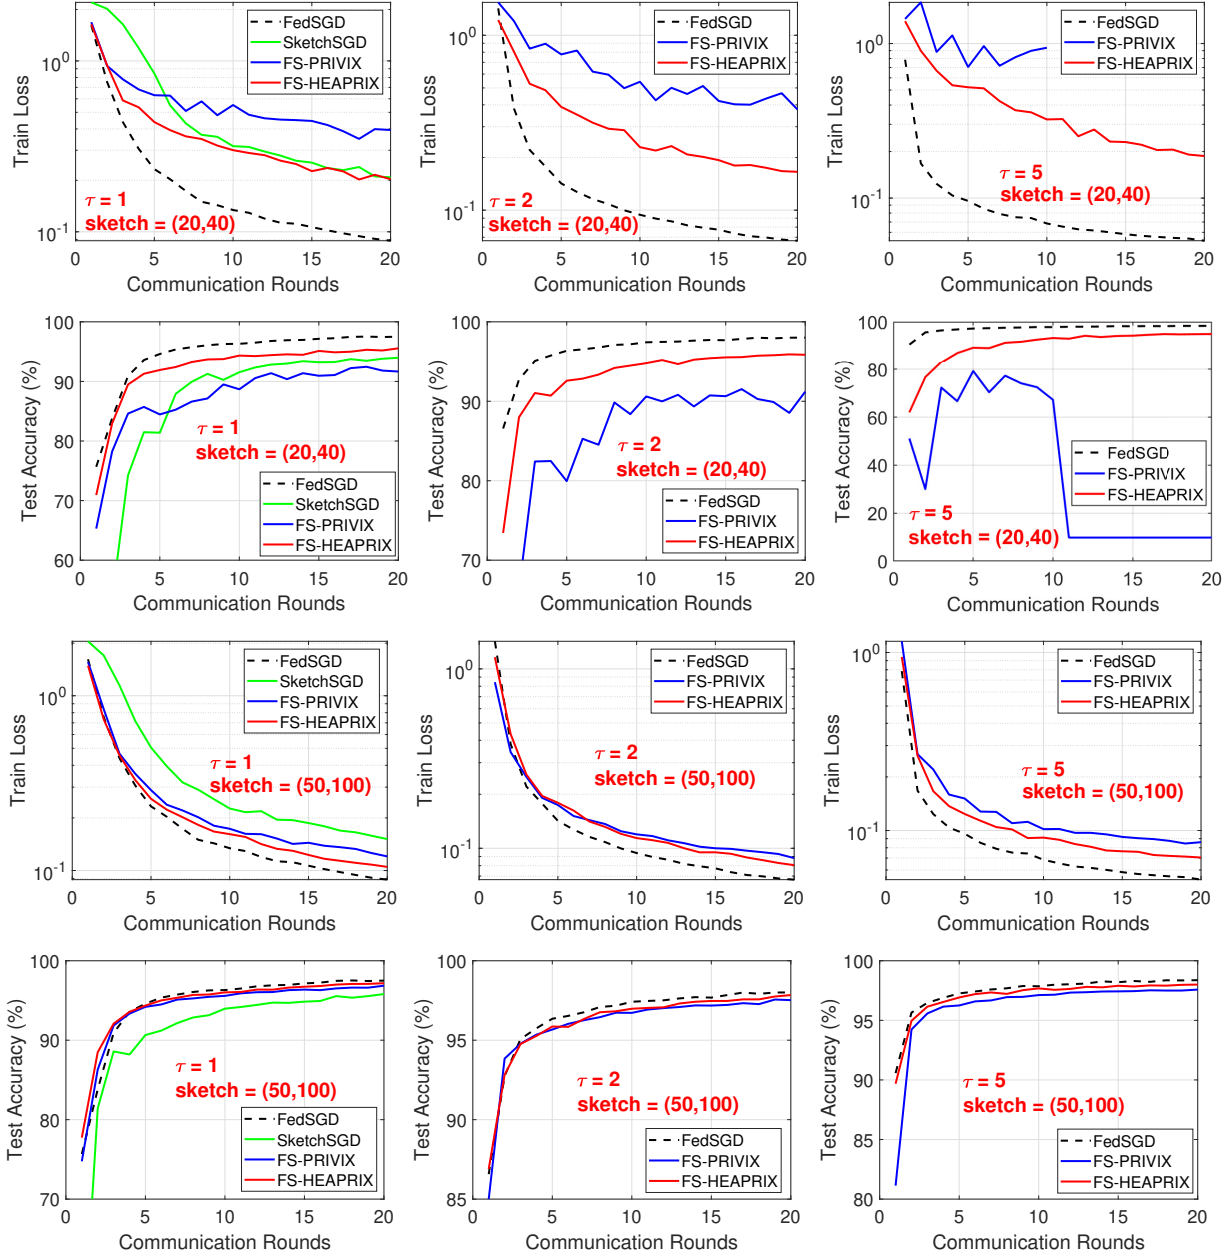 FedSGD
SketchSGD
FS-PRIVIX
FS-HEAPRIX
10^0
10^-1
Train Loss
τ = 1
sketch = (20,40)
0 5 10 15 20
Communication Rounds
FedSGD
FS-PRIVIX
FS-HEAPRIX
10^0
10^-1
Train Loss
τ = 2
sketch = (20,40)
0 5 10 15 20
Communication Rounds
FedSGD
FS-PRIVIX
FS-HEAPRIX
10^0
10^-1
Train Loss
τ = 5
sketch = (20,40)
0 5 10 15 20
Communication Rounds
100
90
80
70
60
Test Accuracy (%)
τ = 1
sketch = (20,40)
FedSGD
SketchSGD
FS-PRIVIX
FS-HEAPRIX
0 5 10 15 20
Communication Rounds
100
95
90
85
80
75
70
Test Accuracy (%)
τ = 2
sketch = (20,40)
FedSGD
FS-PRIVIX
FS-HEAPRIX
0 5 10 15 20
Communication Rounds
100
80
60
40
20
10
0
Test Accuracy (%)
FedSGD
FS-PRIVIX
FS-HEAPRIX
τ = 5
sketch = (20,40)
0 5 10 15 20
Communication Rounds
FedSGD
SketchSGD
FS-PRIVIX
FS-HEAPRIX
10^0
10^-1
Train Loss
τ = 1
sketch = (50,100)
0 5 10 15 20
Communication Rounds
FedSGD
FS-PRIVIX
FS-HEAPRIX
10^0
10^-1
Train Loss
τ = 2
sketch = (50,100)
0 5 10 15 20
Communication Rounds
FedSGD
FS-PRIVIX
FS-HEAPRIX
10^0
10^-1
Train Loss
τ = 5
sketch = (50,100)
0 5 10 15 20
Communication Rounds
100
90
80
70
Test Accuracy (%)
τ = 1
sketch = (50,100)
FedSGD
SketchSGD
FS-PRIVIX
FS-HEAPRIX
0 5 10 15 20
Communication Rounds
100
95
90
85
Test Accuracy (%)
τ = 2
sketch = (50,100)
FedSGD
FS-PRIVIX
FS-HEAPRIX
0 5 10 15 20
Communication Rounds
100
95
90
85
80
Test Accuracy (%)
τ = 5
sketch = (50,100)
FedSGD
FS-PRIVIX
FS-HEAPRIX
0 5 10 15 20
Communication Rounds